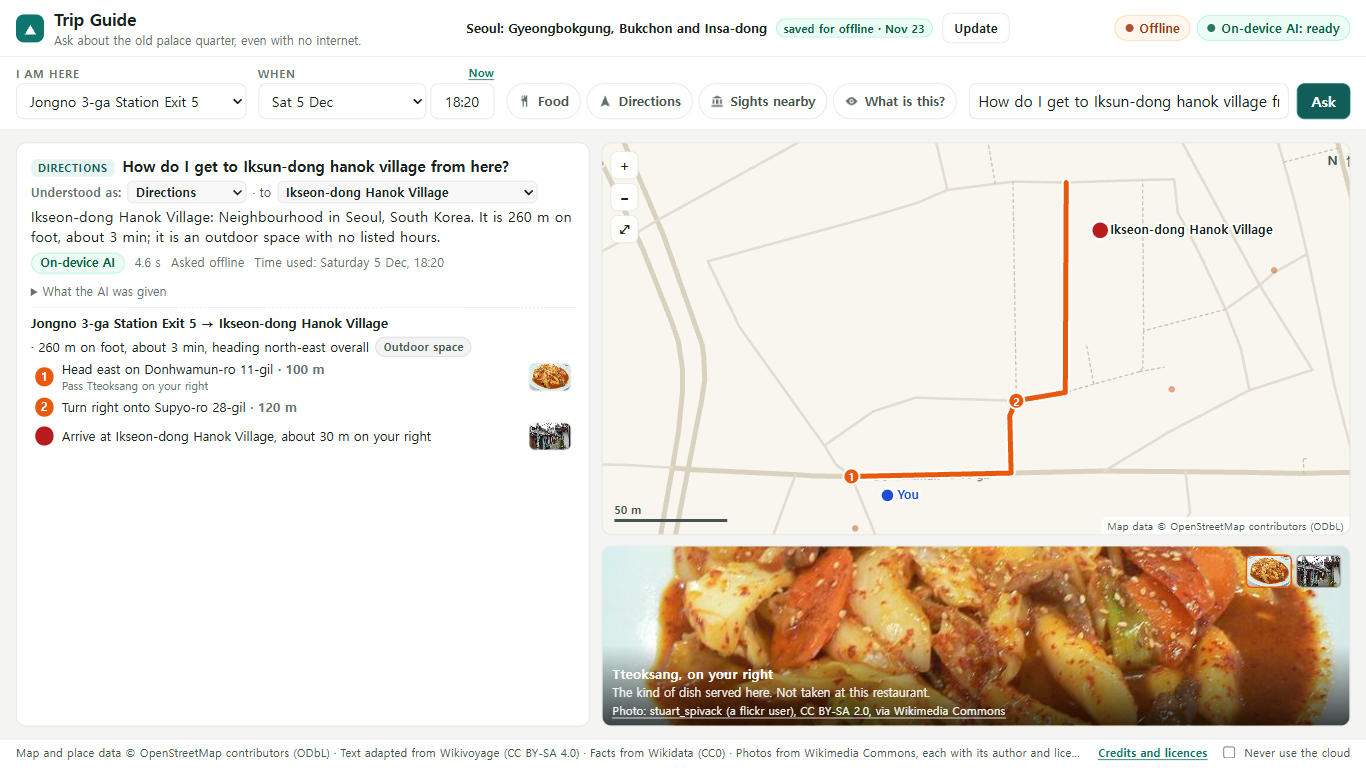 Trip Guide
Ask about the old palace quarter, even with no internet.
Seoul: Gyeongbokgung, Bukchon and Insa-dong
saved for offline · Nov 23
Update
Offline
On-device AI: ready
I AM HERE
WHEN
Now
Jongno 3-ga Station Exit 5
Sat 5 Dec
18:20
Food
Directions
Sights nearby
What is this?
How do I get to Iksun-dong hanok village f
Ask
DIRECTIONS
How do I get to Iksun-dong hanok village from here?
Understood as:
Directions
· to
Ikseon-dong Hanok Village
Ikseon-dong Hanok Village: Neighbourhood in Seoul, South Korea. It is 260 m on
foot, about 3 min; it is an outdoor space with no listed hours.
On-device AI
4.6 s
Asked offline
Time used: Saturday 5 Dec, 18:20
What the AI was given
Jongno 3-ga Station Exit 5 → Ikseon-dong Hanok Village
· 260 m on foot, about 3 min, heading north-east overall
Outdoor space
1
Head east on Donhwamun-ro 11-gil · 100 m
Pass Tteoksang on your right
2
Turn right onto Supyo-ro 28-gil · 120 m
Arrive at Ikseon-dong Hanok Village, about 30 m on your right
+
−
N
Ikseon-dong Hanok Village
2
1
You
50 m
Map data © OpenStreetMap contributors (ODbL)
Tteoksang, on your right
The kind of dish served here. Not taken at this restaurant.
Photo: stuart_spivack (a flickr user), CC BY-SA 2.0, via Wikimedia Commons
Map and place data © OpenStreetMap contributors (ODbL) · Text adapted from Wikivoyage (CC BY-SA 4.0) · Facts from Wikidata (CC0) · Photos from Wikimedia Commons, each with its author and lice...
Credits and licences
Never use the cloud